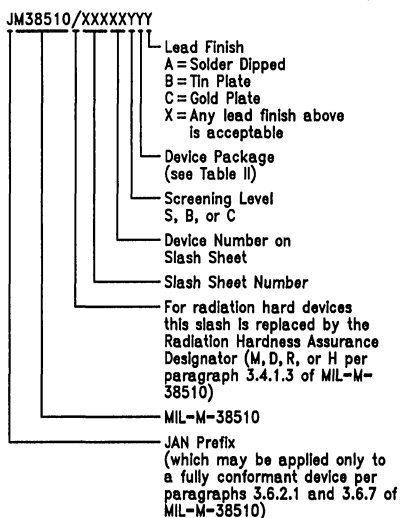 JM38510/XXXXXYYY
Lead Finish
A = Solder Dipped
B = Tin Plate
C = Gold Plate
X = Any lead finish above
is acceptable
Device Package
(see Table II)
Screening Level
S, B, or C
Device Number on
Slash Sheet
Slash Sheet Number
For radiation hard devices
this slash is replaced by the
Radiation Hardness Assurance
Designator (M, D, R, or H per
paragraph 3.4.1.3 of MIL-M-
38510)
MIL-M-38510
JAN Prefix
(which may be applied only to
a fully conformant device per
paragraphs 3.6.2.1 and 3.6.7 of
MIL-M-38510)